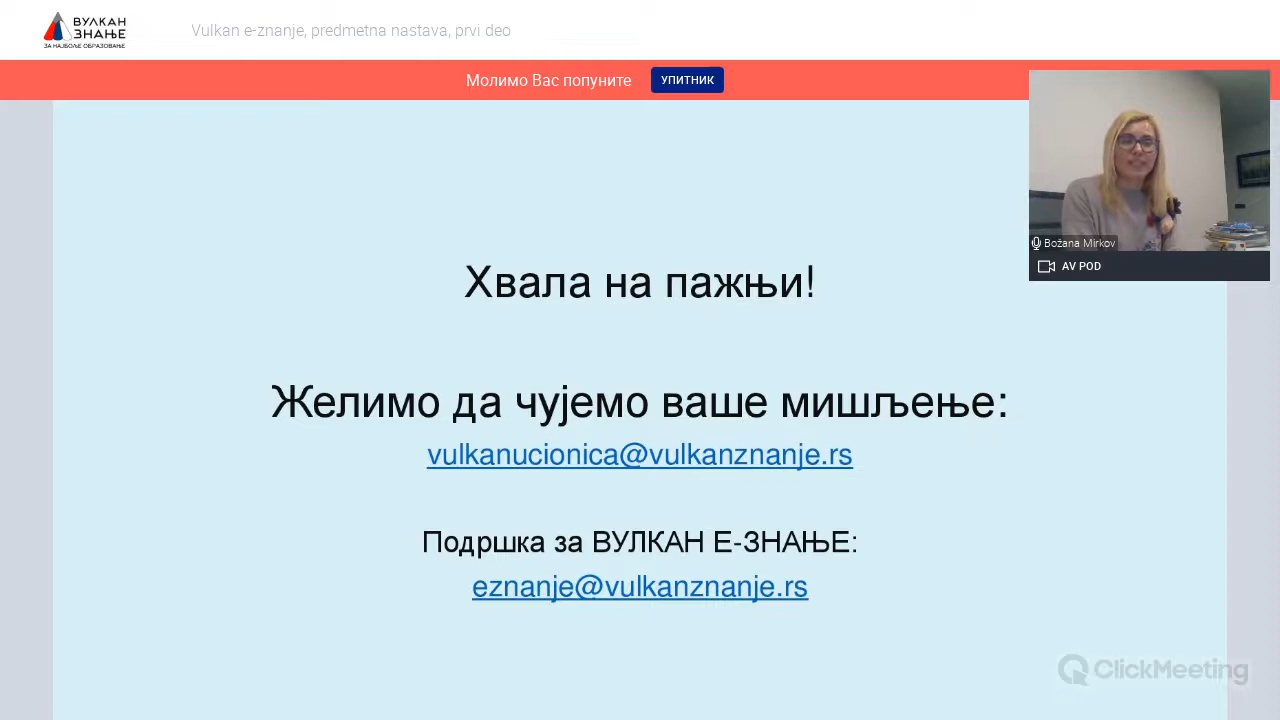 ВУЛКАН
ЗНАЊЕ
ЗА НАЈБОЉЕ ОБРАЗОВАЊЕ
Vulkan e-znanje, predmetna nastava, prvi deo
Молимо Вас попуните
УПИТНИК
Božana Mirkov
AV POD
Хвала на пажњи!
Желимо да чујемо ваше мишљење:
vulkanucionica@vulkanznanje.rs
Подршка за ВУЛКАН Е-ЗНАЊЕ:
eznanje@vulkanznanje.rs
ClickMeeting